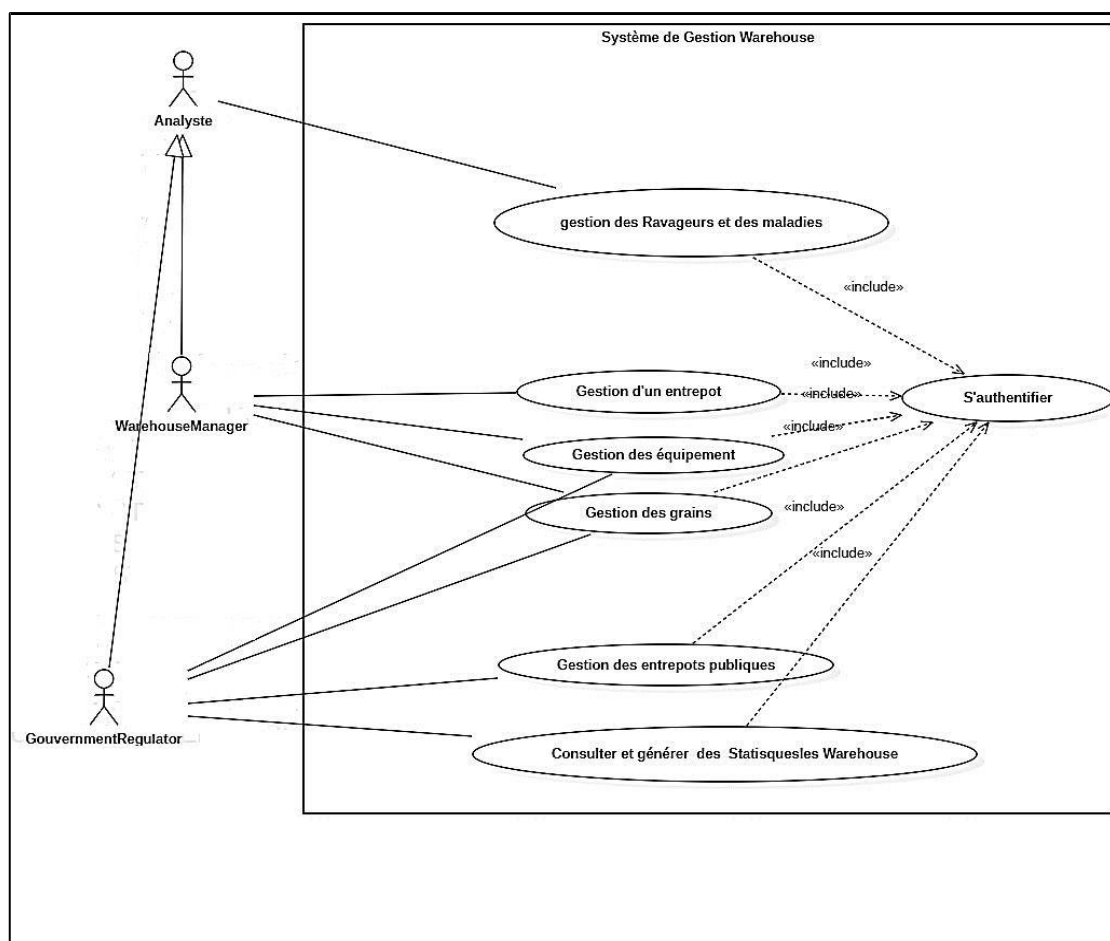 Système de Gestion Warehouse
Analyste
gestion des Ravageurs et des maladies
«include»
«include»
WarehouseManager
Gestion d'un entrepot
«include»
S'authentifier
«include»
Gestion des équipement
Gestion des grains
«include»
«include»
Gestion des entrepots publiques
GouvernmentRegulator
Consulter et générer des Statisquesles Warehouse